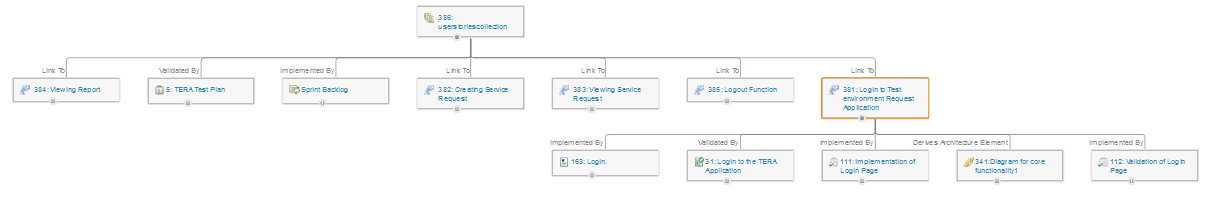 386:
userstoriescollection
Link To
Validated By
Implemented By
Link To
Link To
Link To
Link To
384: Viewing Report
5: TERA Test Plan
Sprint Backlog
382: Creating Service
Request
383: Viewing Service
Request
385: Logout Function
381: Login to Test
environment Request
Application
Implemented By
Validated By
Implemented By
Derives Architecture Element
Implemented By
163: Login.
31: Login to the TERA
Application
111: Implementation of
Login Page
341:Diagram for core
functionality1
112: Validation of Login
Page